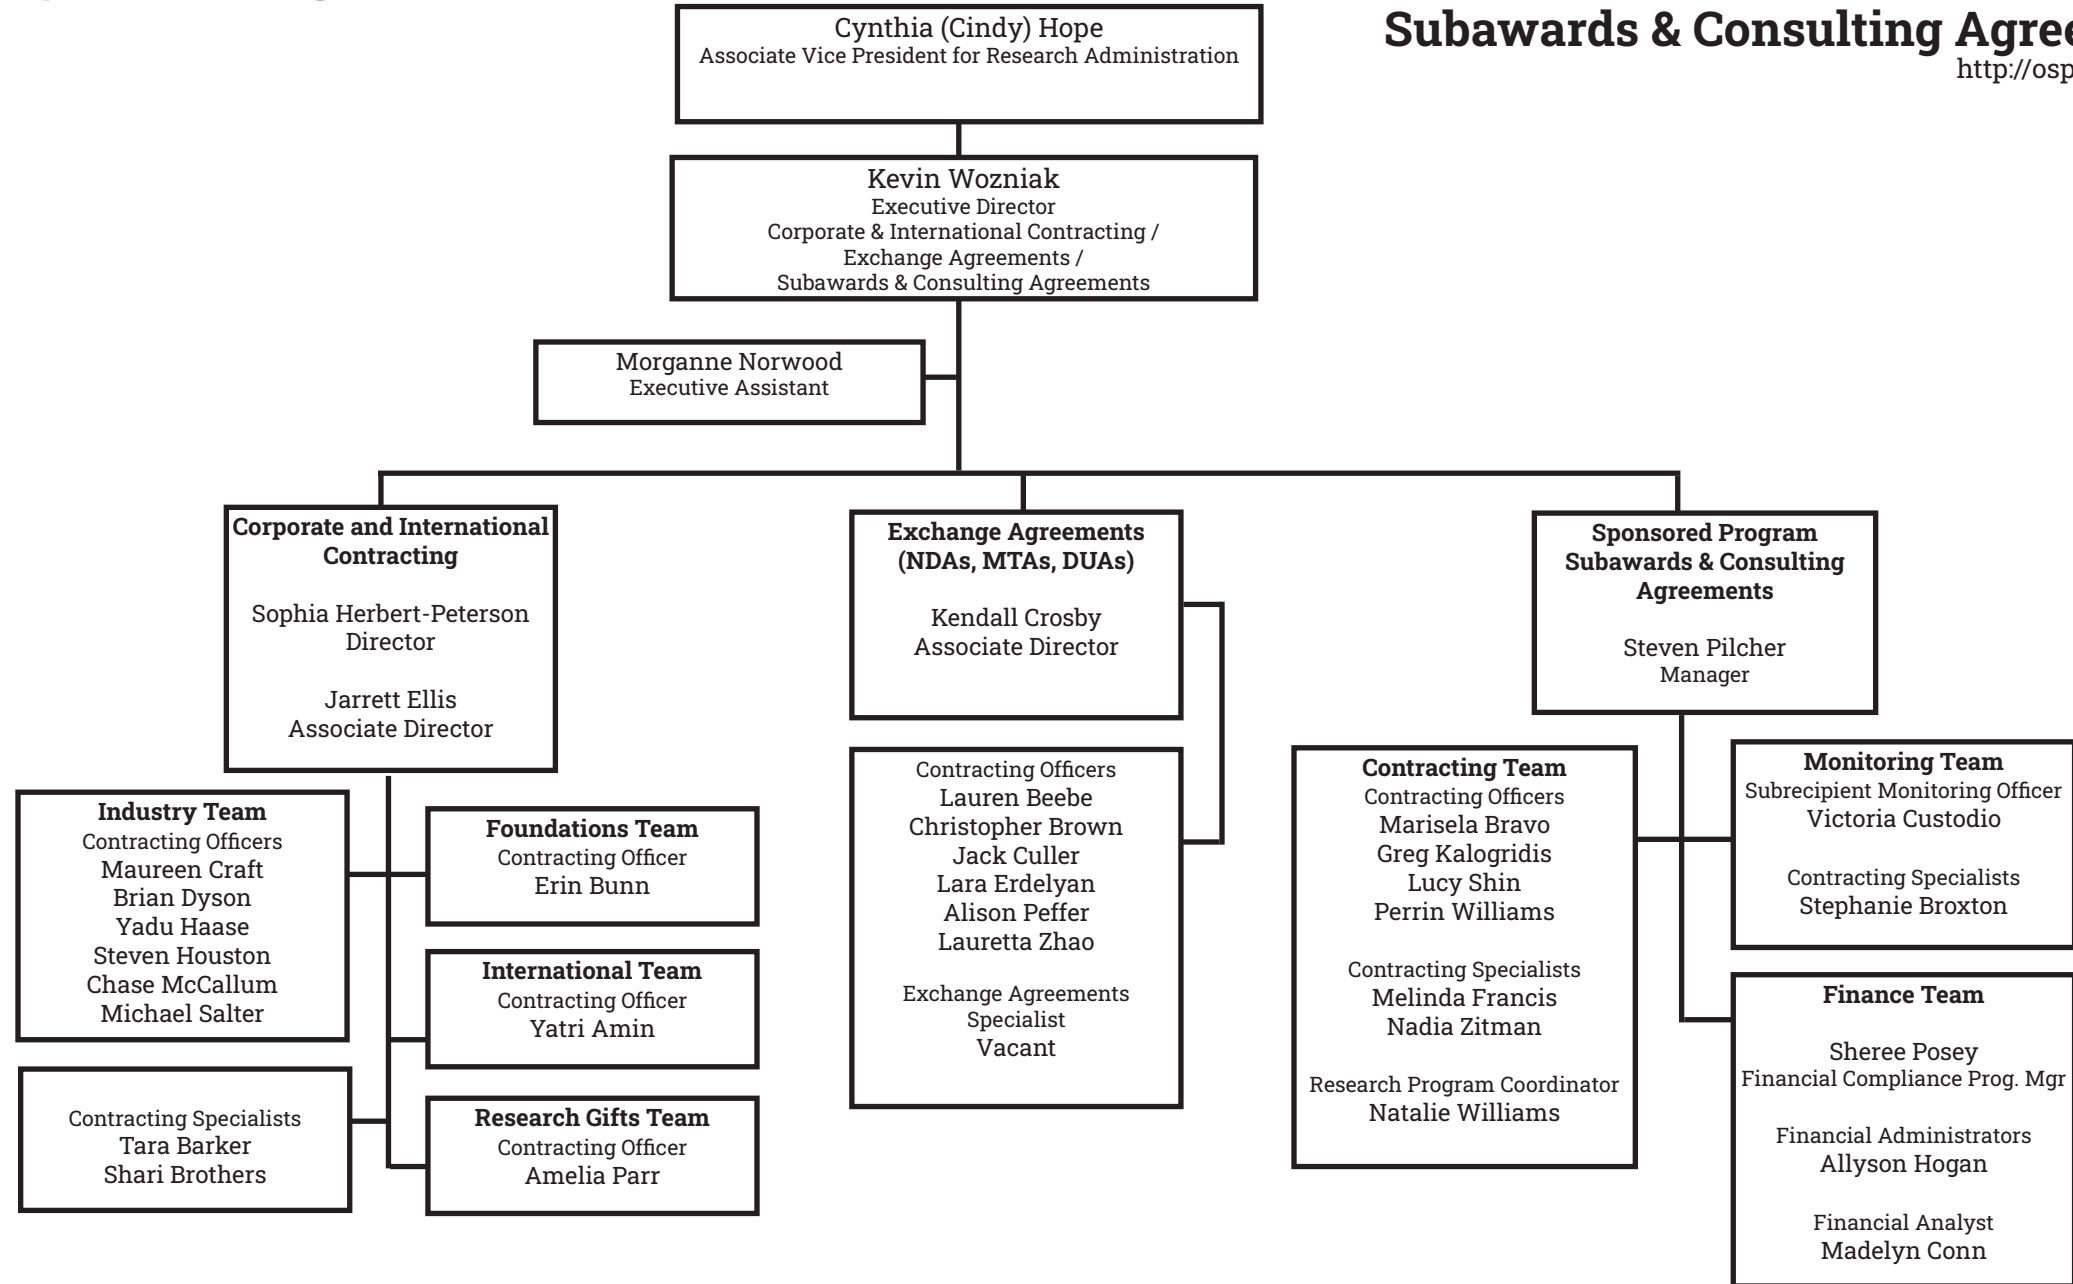 Subawards & Consulting
http://osp
Cynthia (Cindy) Hope
Associate Vice President for Research Administration
Kevin Wozniak
Executive Director
Corporate & International Contracting /
Exchange Agreements /
Subawards & Consulting Agreements
Morganne Norwood
Executive Assistant
Corporate and International
Contracting
Sophia Herbert-Peterson
Director
Jarrett Ellis
Associate Director
Industry Team
Contracting Officers
Maureen Craft
Brian Dyson
Yadu Haase
Steven Houston
Chase McCallum
Michael Salter
Contracting Specialists
Tara Barker
Shari Brothers
Foundations Team
Contracting Officer
Erin Bunn
International Team
Contracting Officer
Yatri Amin
Research Gifts Team
Contracting Officer
Amelia Parr
Exchange Agreements
(NDAs, MTAs, DUAs)
Kendall Crosby
Associate Director
Contracting Officers
Lauren Beebe
Christopher Brown
Jack Culler
Lara Erdelyan
Alison Peffer
Lauretta Zhao
Exchange Agreements
Specialist
Vacant
Sponsored Program
Subawards & Consulting
Agreements
Steven Pilcher
Manager
Contracting Team
Contracting Officers
Marisela Bravo
Greg Kalogridis
Lucy Shin
Perrin Williams
Contracting Specialists
Melinda Francis
Nadia Zitman
Research Program Coordinator
Natalie Williams
Monitoring Team
Subrecipient Monitoring Officer
Victoria Custodio
Contracting Specialists
Stephanie Broxton
Finance Team
Sheree Posey
Financial Compliance Prog. Mgr
Financial Administrators
Allyson Hogan
Financial Analyst
Madelyn Conn